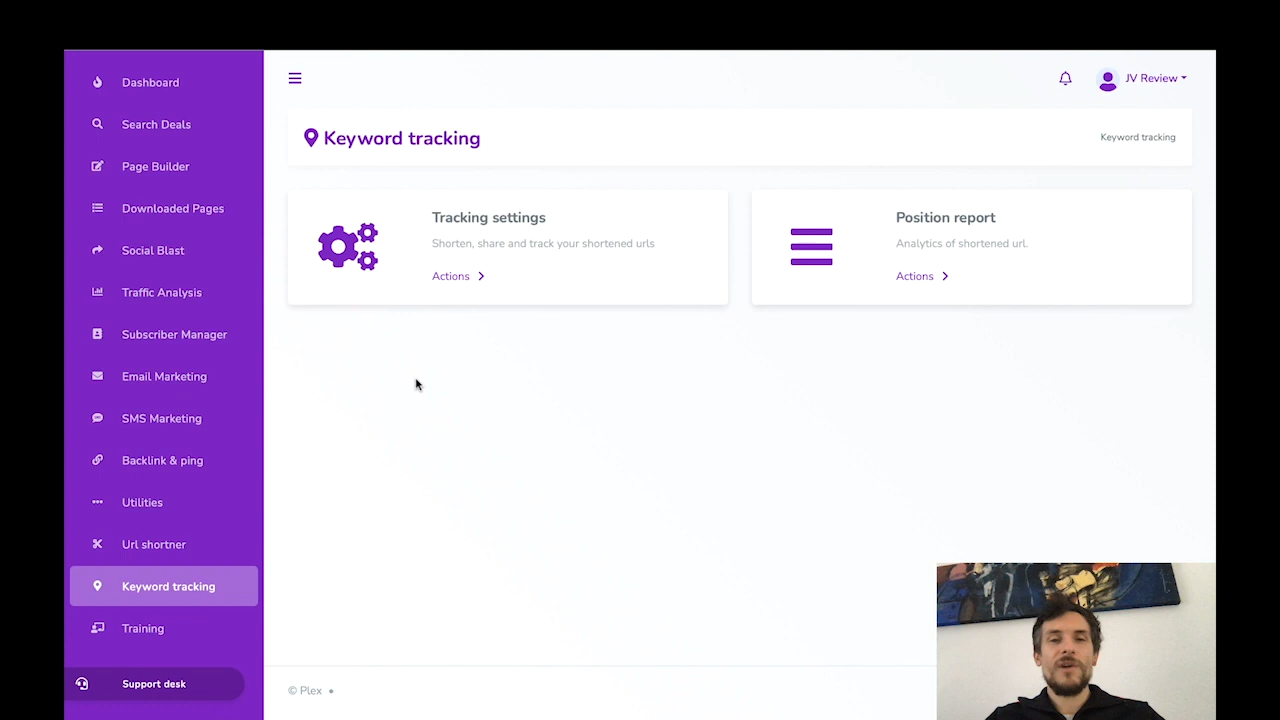 Dashboard
Search Deals
Page Builder
Downloaded Pages
Social Blast
Traffic Analysis
Subscriber Manager
Email Marketing
SMS Marketing
Backlink & ping
Utilities
Url shortner
Keyword tracking
Training
Support desk
JV Review
Keyword tracking
Keyword tracking
Tracking settings
Shorten, share and track your shortened urls
Actions
Position report
Analytics of shortened url.
Actions
© Plex •